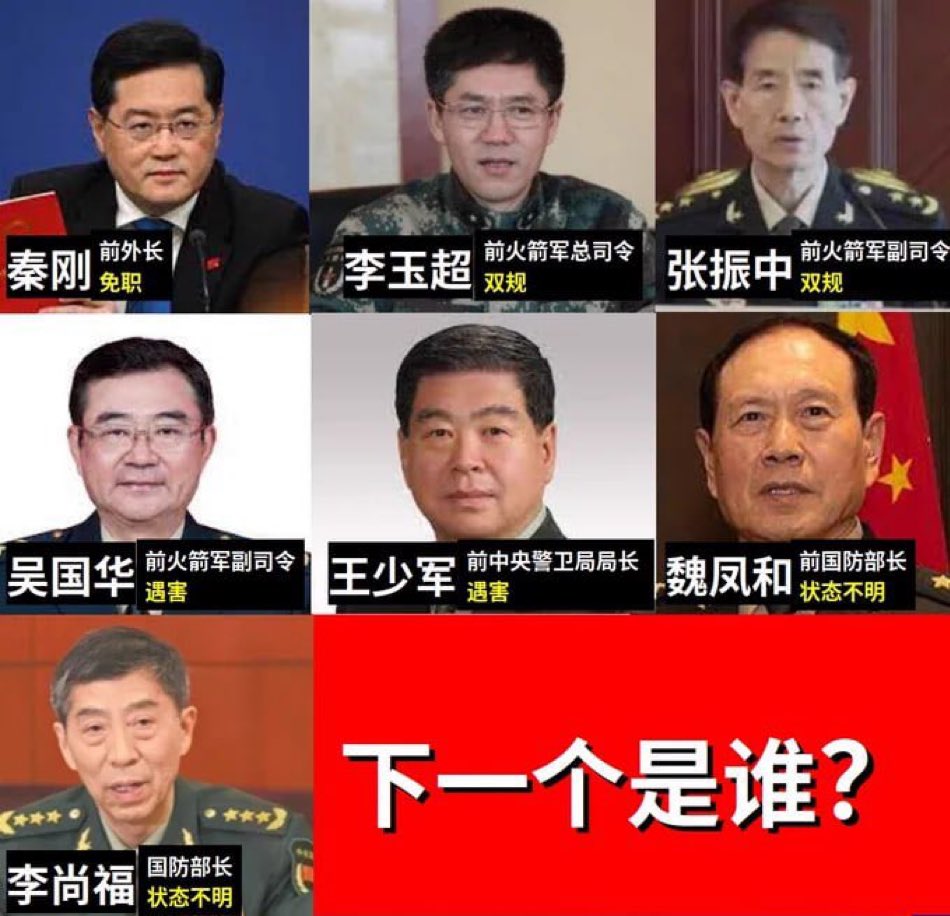 秦刚
前外长
免职
李玉超
前火箭军总司令
双规
张振中
前火箭军副司令
双规
吴国华
前火箭军副司令
遇害
王少军
前中央警卫局局长
遇害
魏凤和
前国防部长
状态不明
李尚福
国防部长
状态不明
下一个是谁？